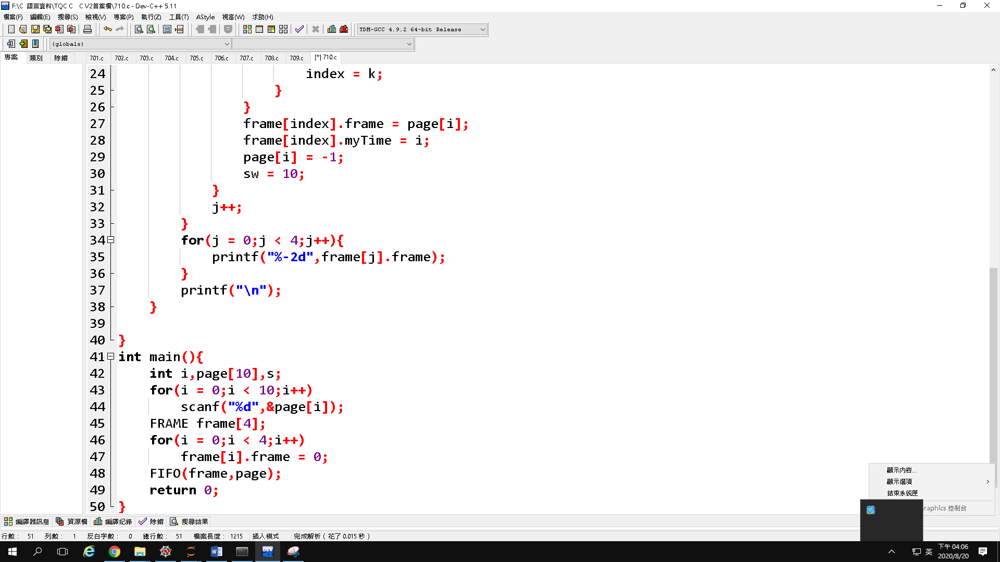 F:\C 語言資料\TQC C   C V2答案檔\710.c - Dev-C++ 5.11
檔案(F) 編輯(E) 搜尋(S) 檢視(V) 專案(P) 執行(Z) 工具(T) AStyle 視窗(W) 求助(H)
TDM-GCC 4.9.2 64-bit Release
(globals)
專案 類別 除錯 701.c 702.c 703.c 704.c 705.c 706.c 707.c 708.c 709.c [*] 710.c
24 index = k;
25 }
26 }
27 frame[index].frame = page[i];
28 frame[index].myTime = i;
29 page[i] = -1;
30 sw = 10;
31 }
32 j++;
33 }
34 for(j = 0;j < 4;j++){
35 printf("%-2d",frame[j].frame);
36 }
37 printf("\n");
38 }
39
40 }
41 int main(){
42 int i,page[10],s;
43 for(i = 0;i < 10;i++)
44 scanf("%d",&page[i]);
45 FRAME frame[4];
46 for(i = 0;i < 4;i++)
47 frame[i].frame = 0;
48 FIFO(frame,page);
49 return 0;
50 }
顯示內容...
顯示選項
結束系统匣
Graphics 控制台
編譯器訊息 資源檔 編譯紀錄 除錯 搜尋結果
行數： 51 列數： 1 反白字數： 0 總行數： 51 檔案長度： 1215 插入模式 完成解析 ( 花了 0.015 秒 )
DEV 英 下午 04:06
2020/8/20